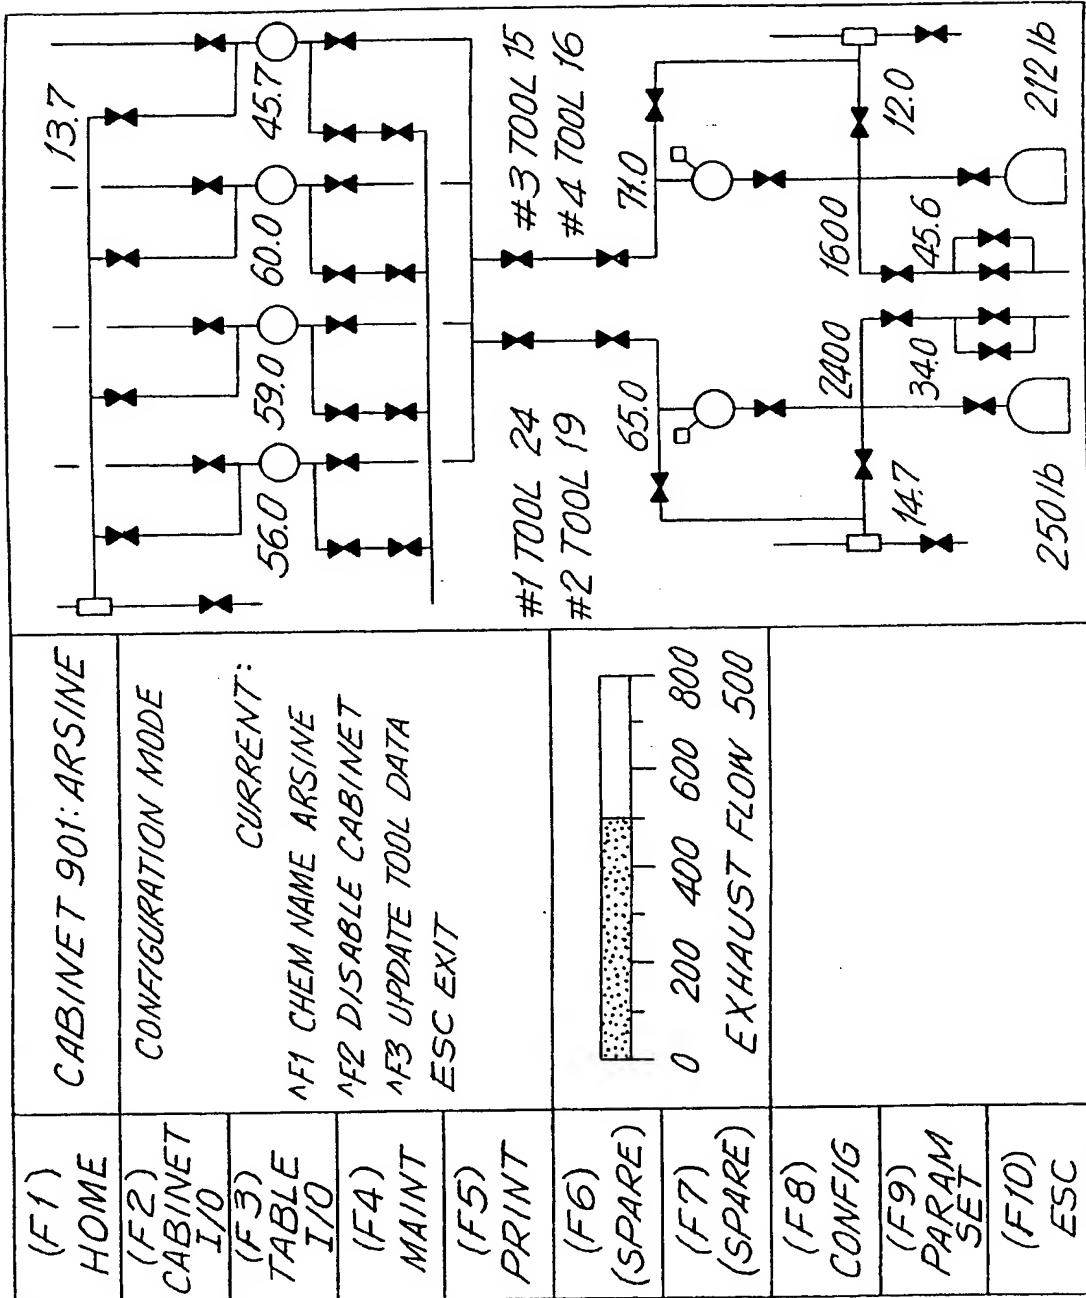 (F1)
HOME
(F2)
CABINET
I/O
(F3)
TABLE
I/O
(F4)
MAINT
(F5)
PRINT
(F6)
(SPARE)
(F7)
(SPARE)
(F8)
CONFIG
(F9)
PARAM
SET
(F10)
ESC
CABINET 901: ARSINE
CONFIGURATION MODE
CURRENT:
^F1 CHEM NAME ARSINE
^F2 DISABLE CABINET
^F3 UPDATE TOOL DATA
ESC EXIT
0 200 400 600 800
EXHAUST FLOW 500
13.7
56.0
59.0
60.0
45.7
#1 TOOL 24
#2 TOOL 19
#3 TOOL 15
#4 TOOL 16
65.0
71.0
2400
1600
14.7
34.0
45.6
12.0
250 lb
212 lb